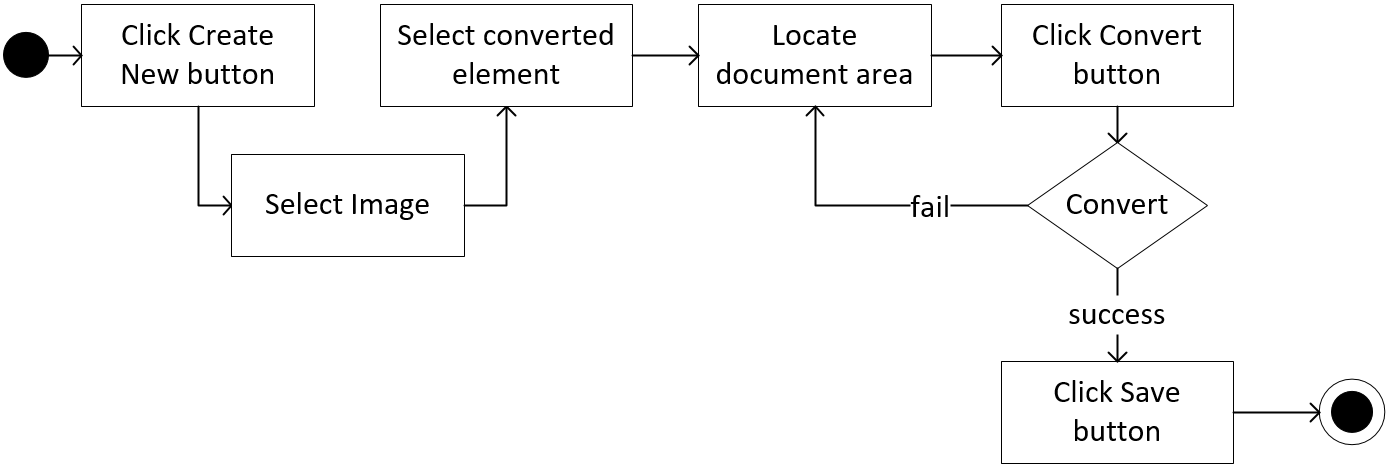 Click Create
New button
Select Image
Select converted
element
Locate
document area
Click Convert
button
Convert
fail
success
Click Save
button